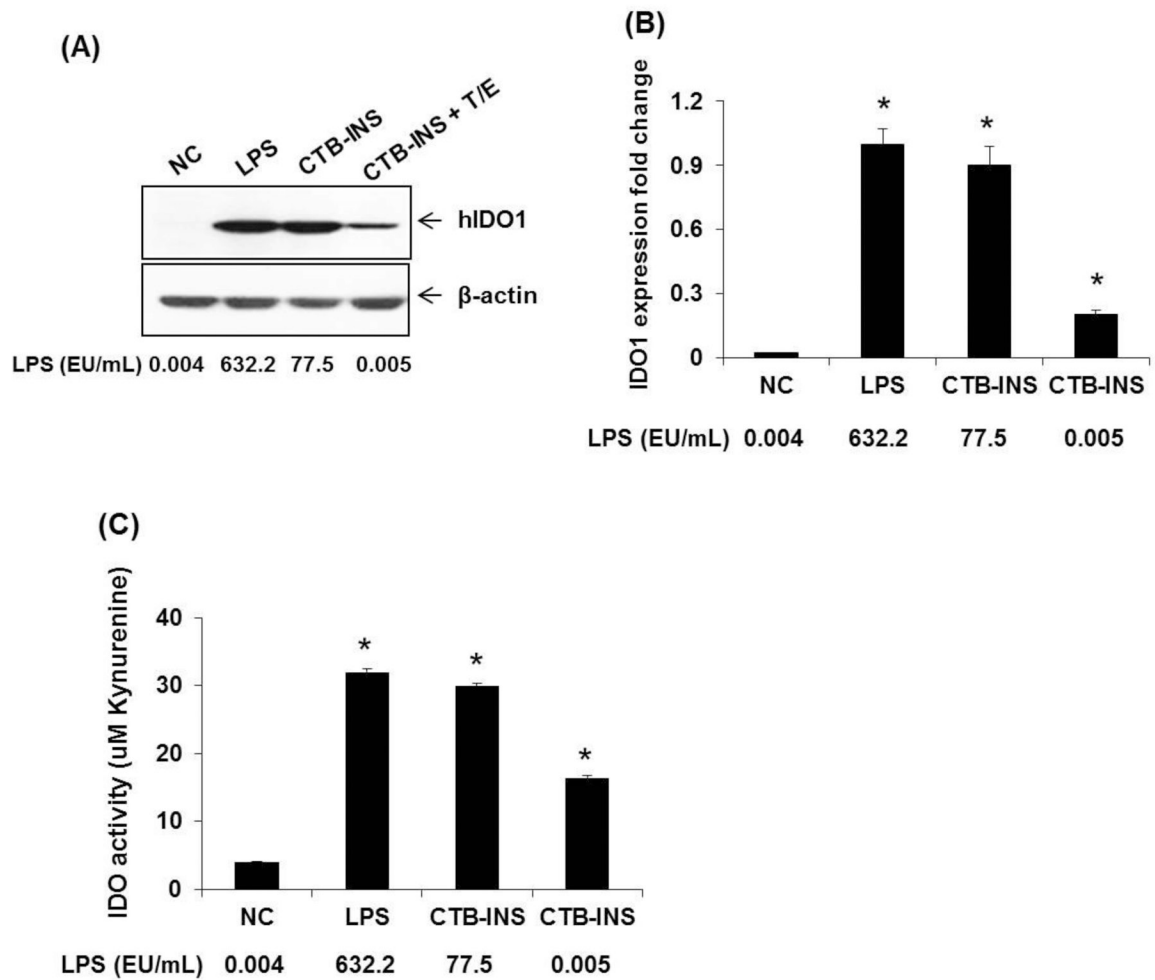 (A)
NC LPS CTB-INS CTB-INS + T/E
← hIDO1
← β-actin
LPS (EU/mL) 0.004 632.2 77.5 0.005
(B)
IDO1 expression fold change
1.2
0.9
0.6
0.3
0
* * *
NC LPS CTB-INS CTB-INS
LPS (EU/mL) 0.004 632.2 77.5 0.005
(C)
IDO activity (uM Kynurenine)
40
30
20
10
0
* * *
NC LPS CTB-INS CTB-INS
LPS (EU/mL) 0.004 632.2 77.5 0.005